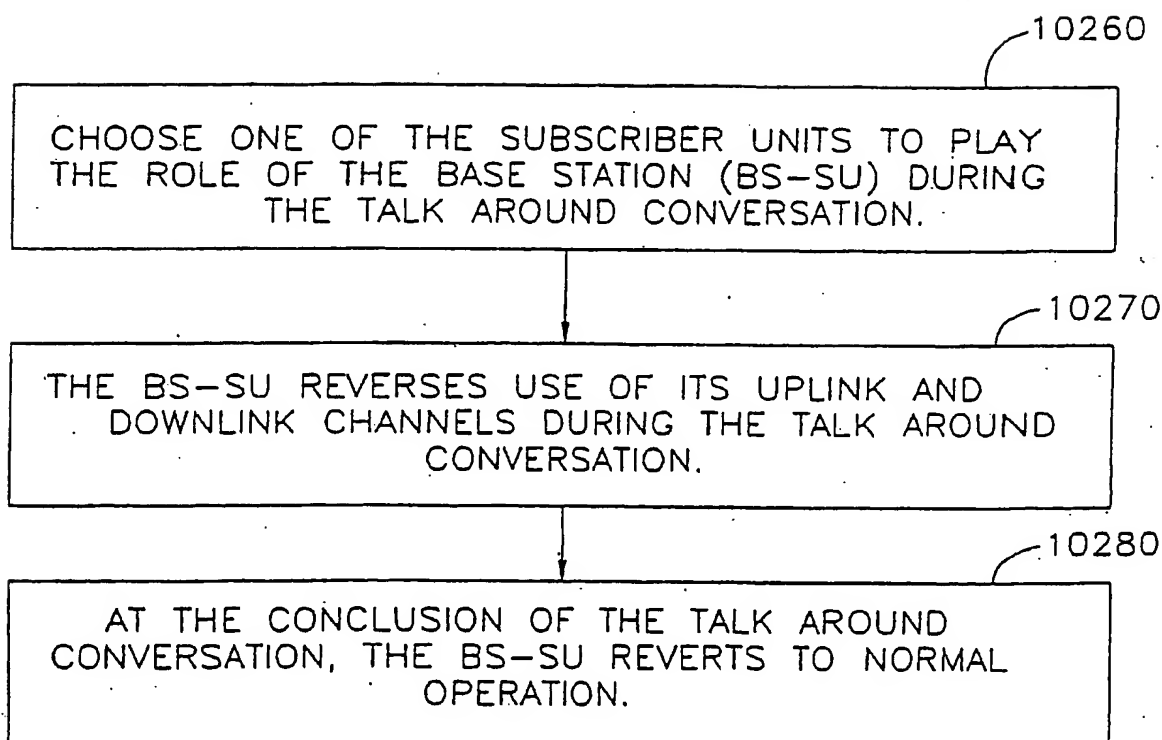 10260
CHOOSE ONE OF THE SUBSCRIBER UNITS TO PLAY
THE ROLE OF THE BASE STATION (BS-SU) DURING
THE TALK AROUND CONVERSATION.
10270
THE BS-SU REVERSES USE OF ITS UPLINK AND
DOWNLINK CHANNELS DURING THE TALK AROUND
CONVERSATION.
10280
AT THE CONCLUSION OF THE TALK AROUND
CONVERSATION, THE BS-SU REVERTS TO NORMAL
OPERATION.